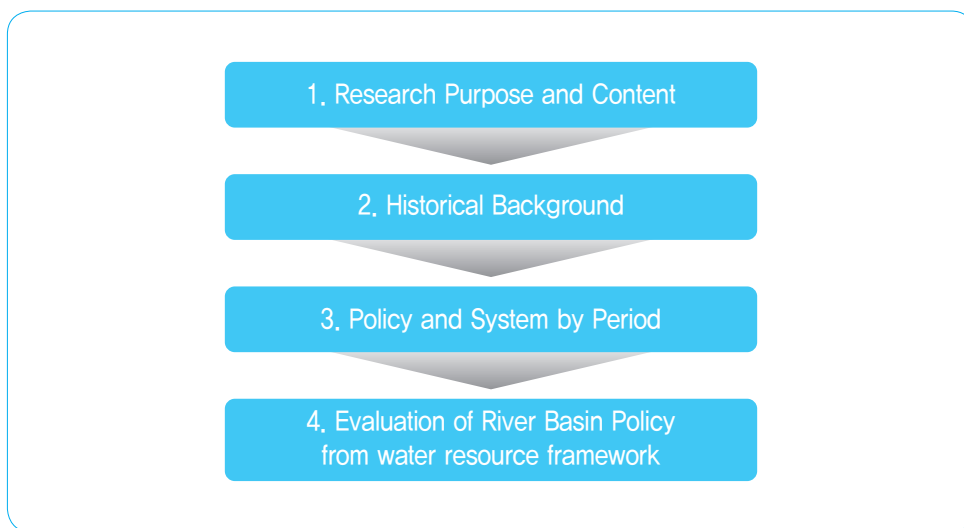 1. Research Purpose and Content
2. Historical Background
3. Policy and System by Period
4. Evaluation of River Basin Policy
from water resource framework